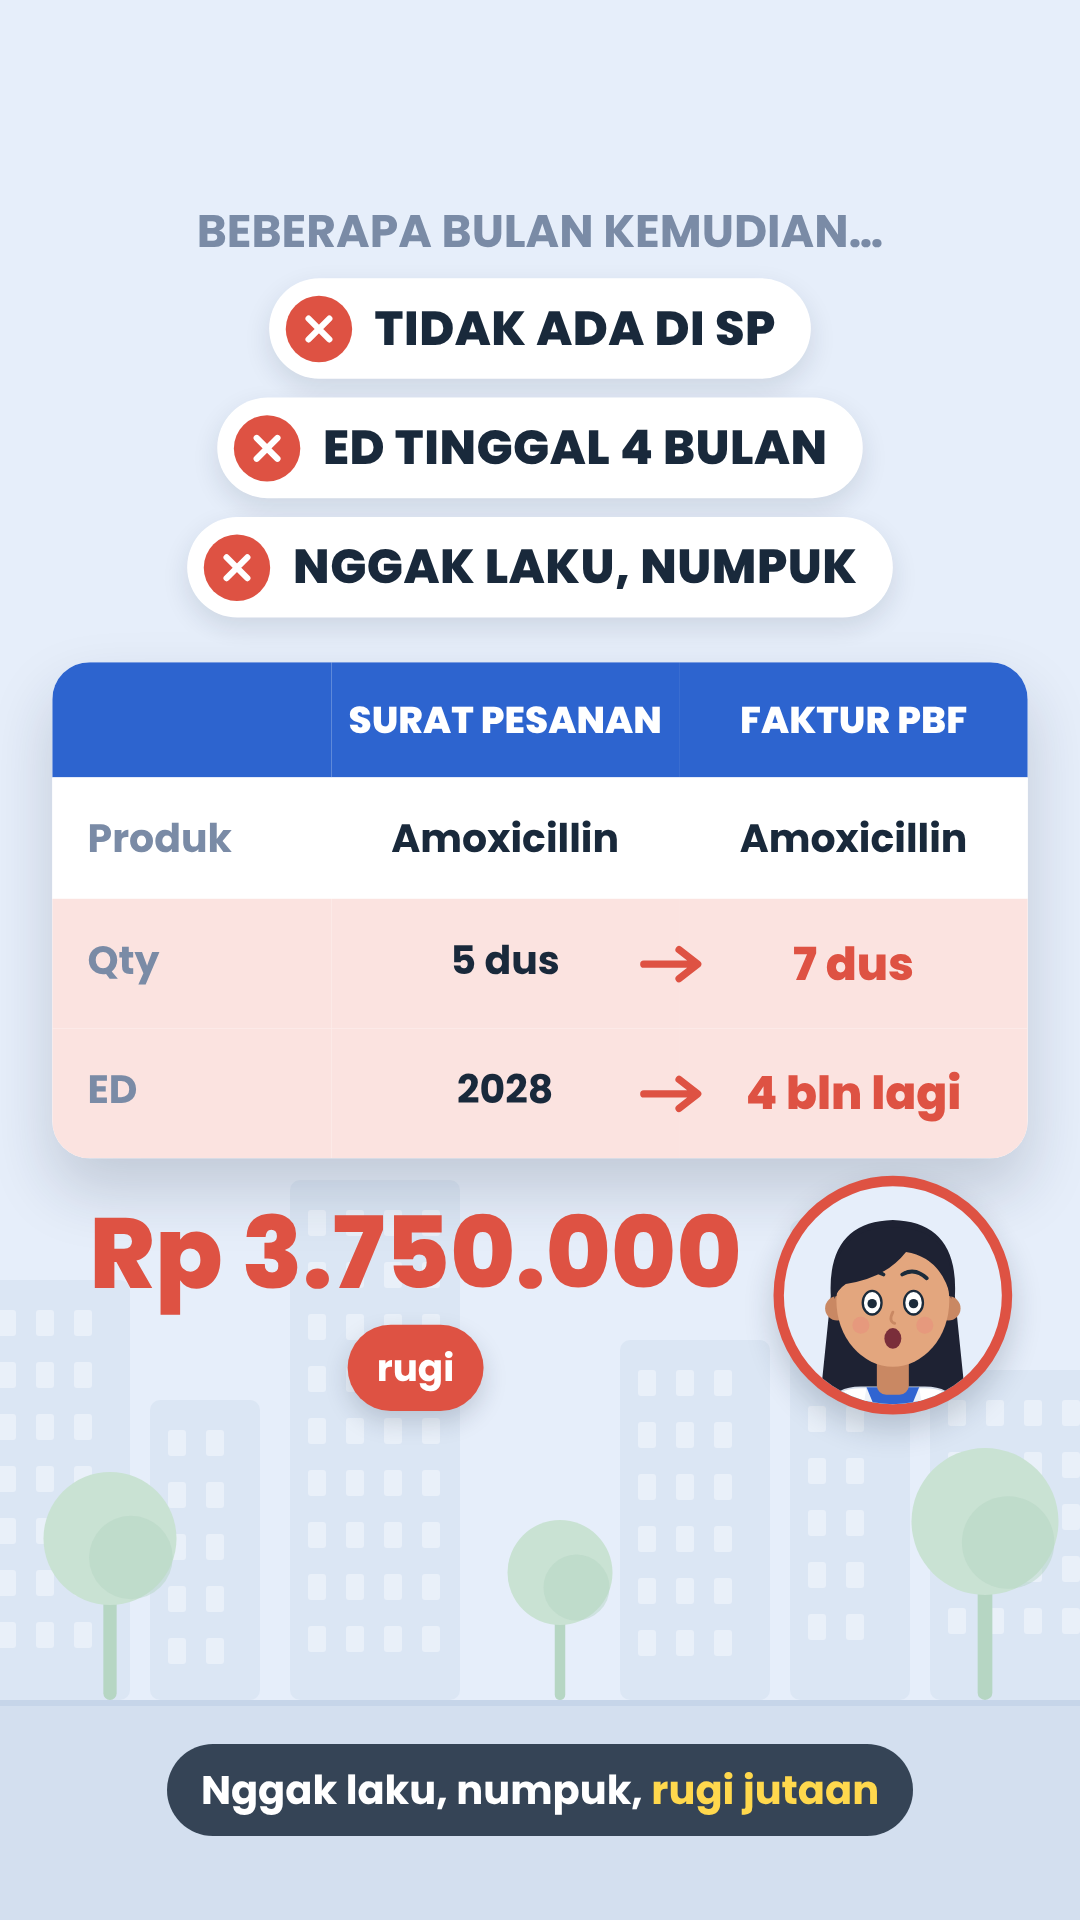 BEBERAPA BULAN KEMUDIAN...
TIDAK ADA DI SP
ED TINGGAL 4 BULAN
NGGAK LAKU, NUMPUK
SURAT PESANAN FAKTUR PBF
Produk Amoxicillin Amoxicillin
Qty 5 dus → 7 dus
ED 2028 → 4 bln lagi
Rp 3.750.000
rugi
Nggak laku, numpuk, rugi jutaan